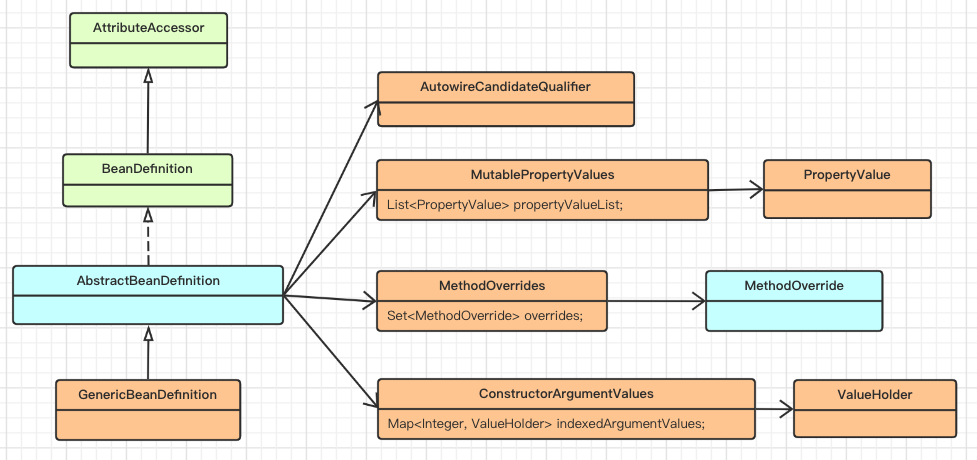 AttributeAccessor
AutowireCandidateQualifier
BeanDefinition
MutablePropertyValues
List<PropertyValue> propertyValueList;
PropertyValue
AbstractBeanDefinition
MethodOverrides
Set<MethodOverride> overrides;
MethodOverride
GenericBeanDefinition
ConstructorArgumentValues
Map<Integer, ValueHolder> indexedArgumentValues;
ValueHolder